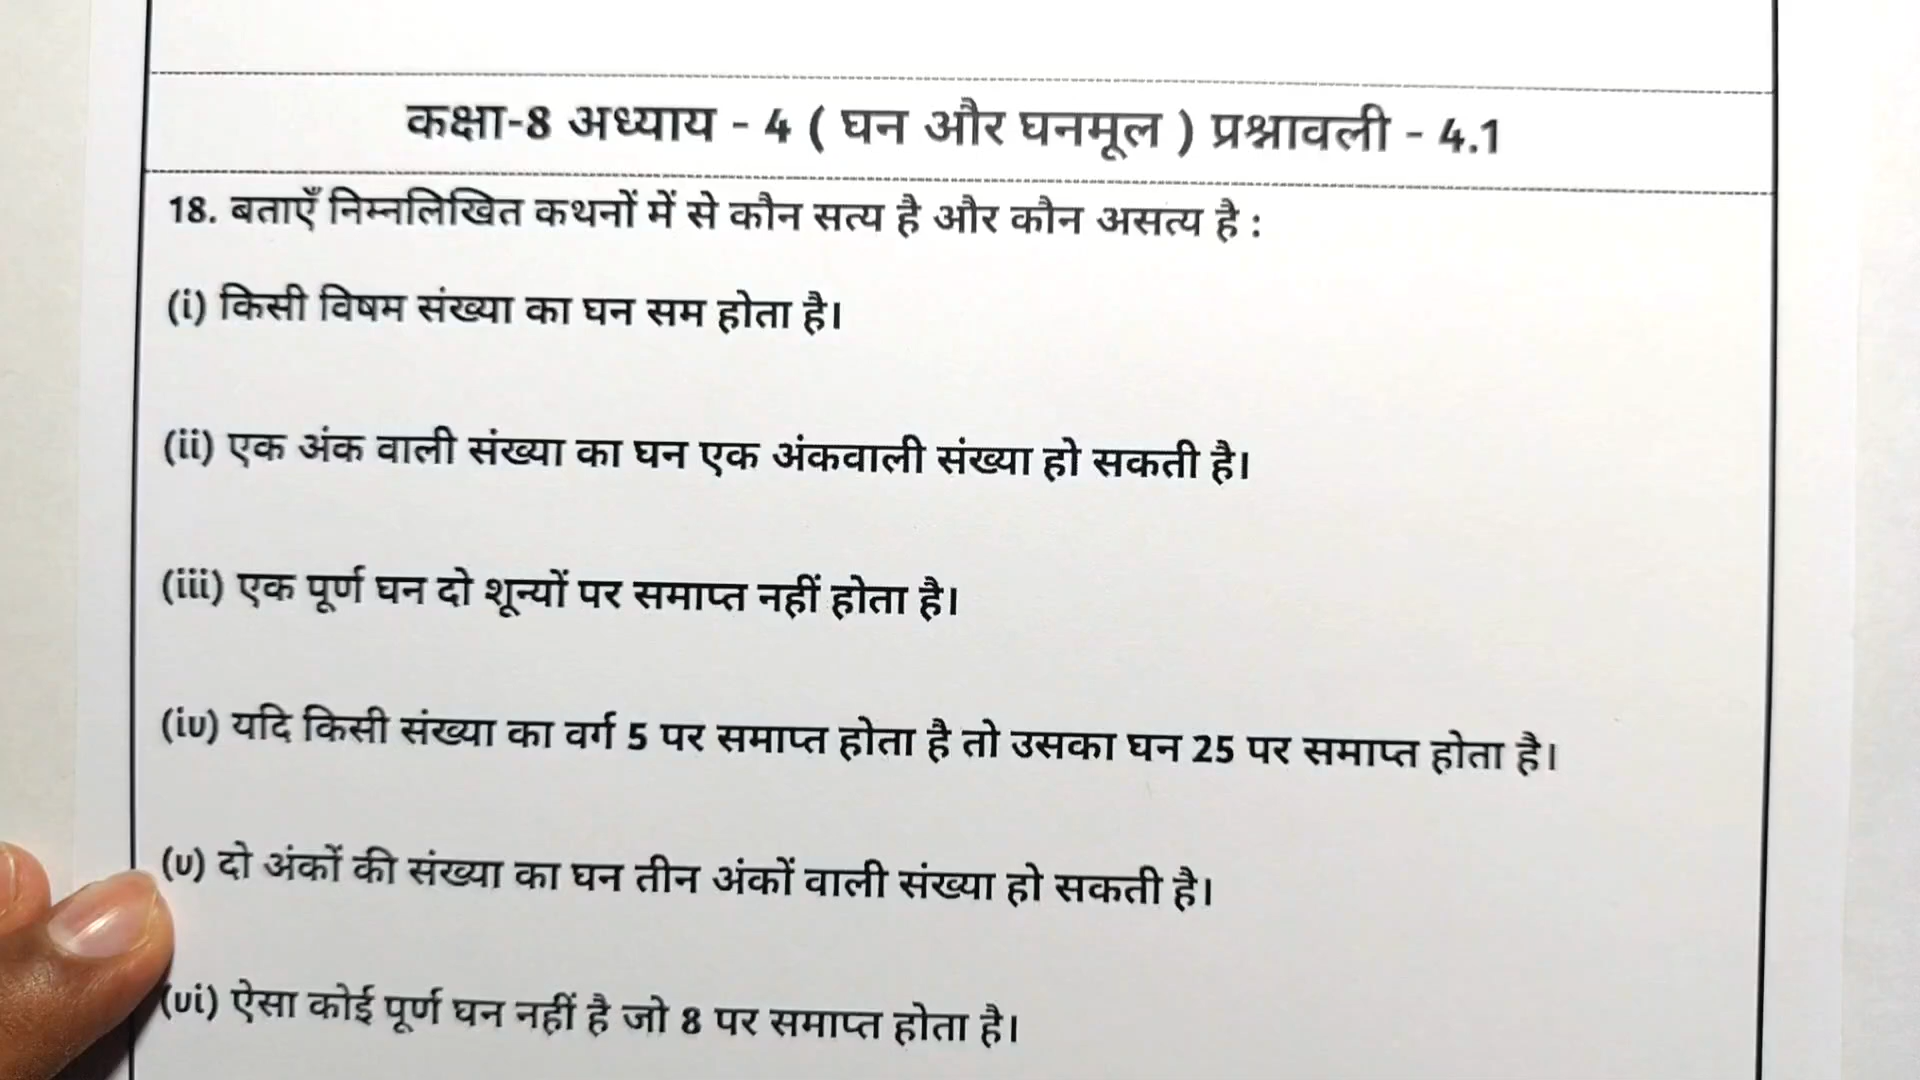 कक्षा-8 अध्याय - 4 ( घन और घनमूल ) प्रश्नावली - 4.1
18. बताएँ निम्नलिखित कथनों में से कौन सत्य है और कौन असत्य है :
(i) किसी विषम संख्या का घन सम होता है।
(ii) एक अंक वाली संख्या का घन एक अंकवाली संख्या हो सकती है।
(iii) एक पूर्ण घन दो शून्यों पर समाप्त नहीं होता है।
(iv) यदि किसी संख्या का वर्ग 5 पर समाप्त होता है तो उसका घन 25 पर समाप्त होता है।
(v) दो अंकों की संख्या का घन तीन अंकों वाली संख्या हो सकती है।
(vi) ऐसा कोई पूर्ण घन नहीं है जो 8 पर समाप्त होता है।